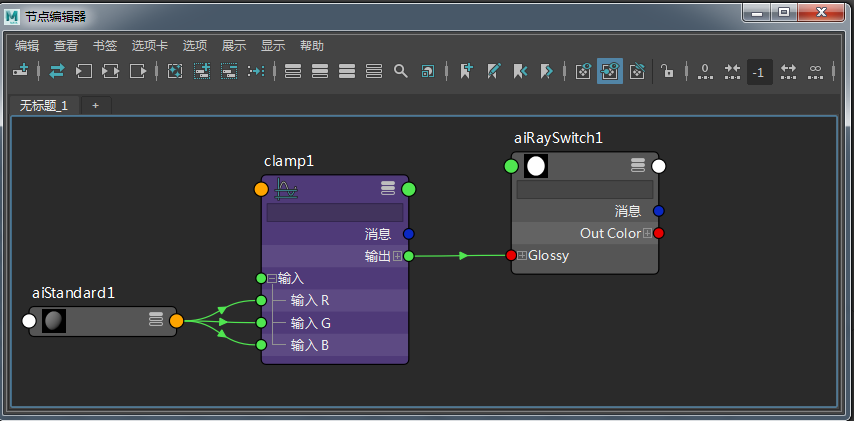 节点编辑器
编辑 查看 书签 选项卡 选项 展示 显示 帮助
0 -1 ∞
无标题_1 +
aiRaySwitch1
消息
Out Color
Glossy
clamp1
消息
输出
输入
输入 R
输入 G
输入 B
aiStandard1